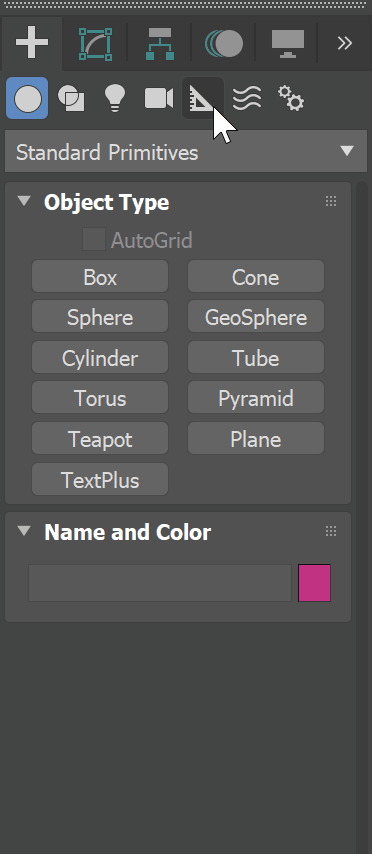 Standard Primitives
Object Type
AutoGrid
Box Cone
Sphere GeoSphere
Cylinder Tube
Torus Pyramid
Teapot Plane
TextPlus
Name and Color